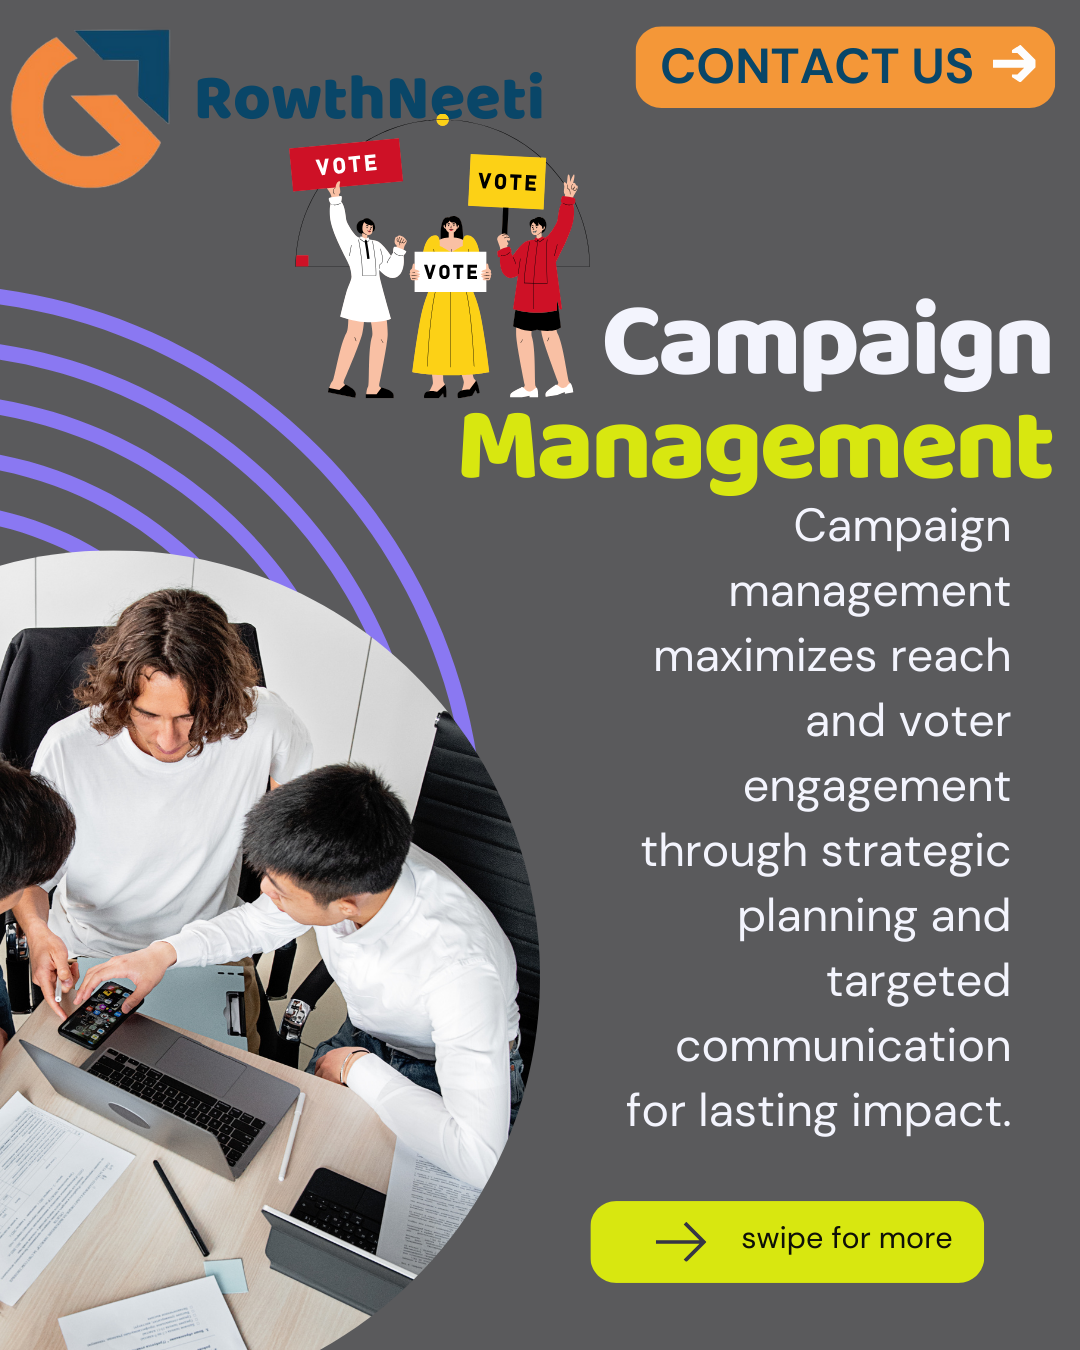 RowthNeeti
CONTACT US
VOTE
VOTE
VOTE
Campaign
Management
Campaign
management
maximizes reach
and voter
engagement
through strategic
planning and
targeted
communication
for lasting impact.
swipe for more